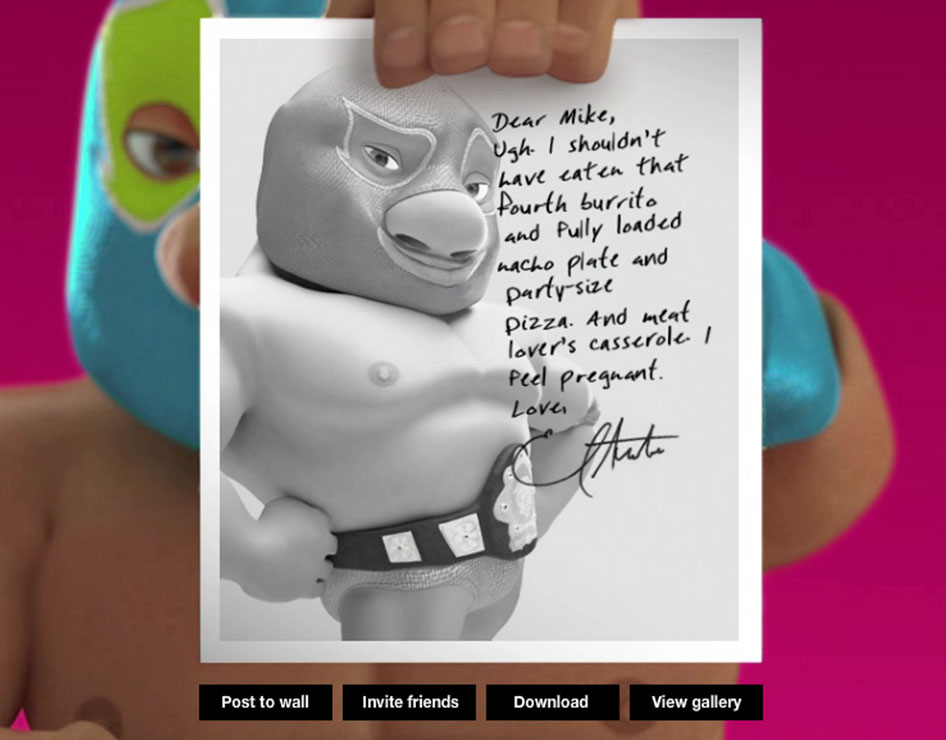 Dear Mike,
Ugh. I shouldn't
have eaten that
fourth burrito
and fully loaded
nacho plate and
party-size
pizza. And meat
lover's casserole. I
feel pregnant.
Love,
Post to wall
Invite friends
Download
View gallery